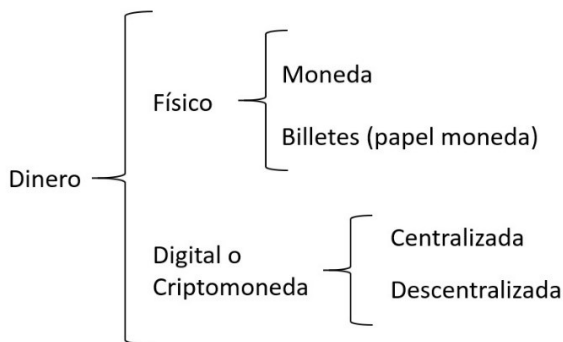 Dinero
Físico
Moneda
Billetes (papel moneda)
Digital o
Criptomoneda
Centralizada
Descentralizada